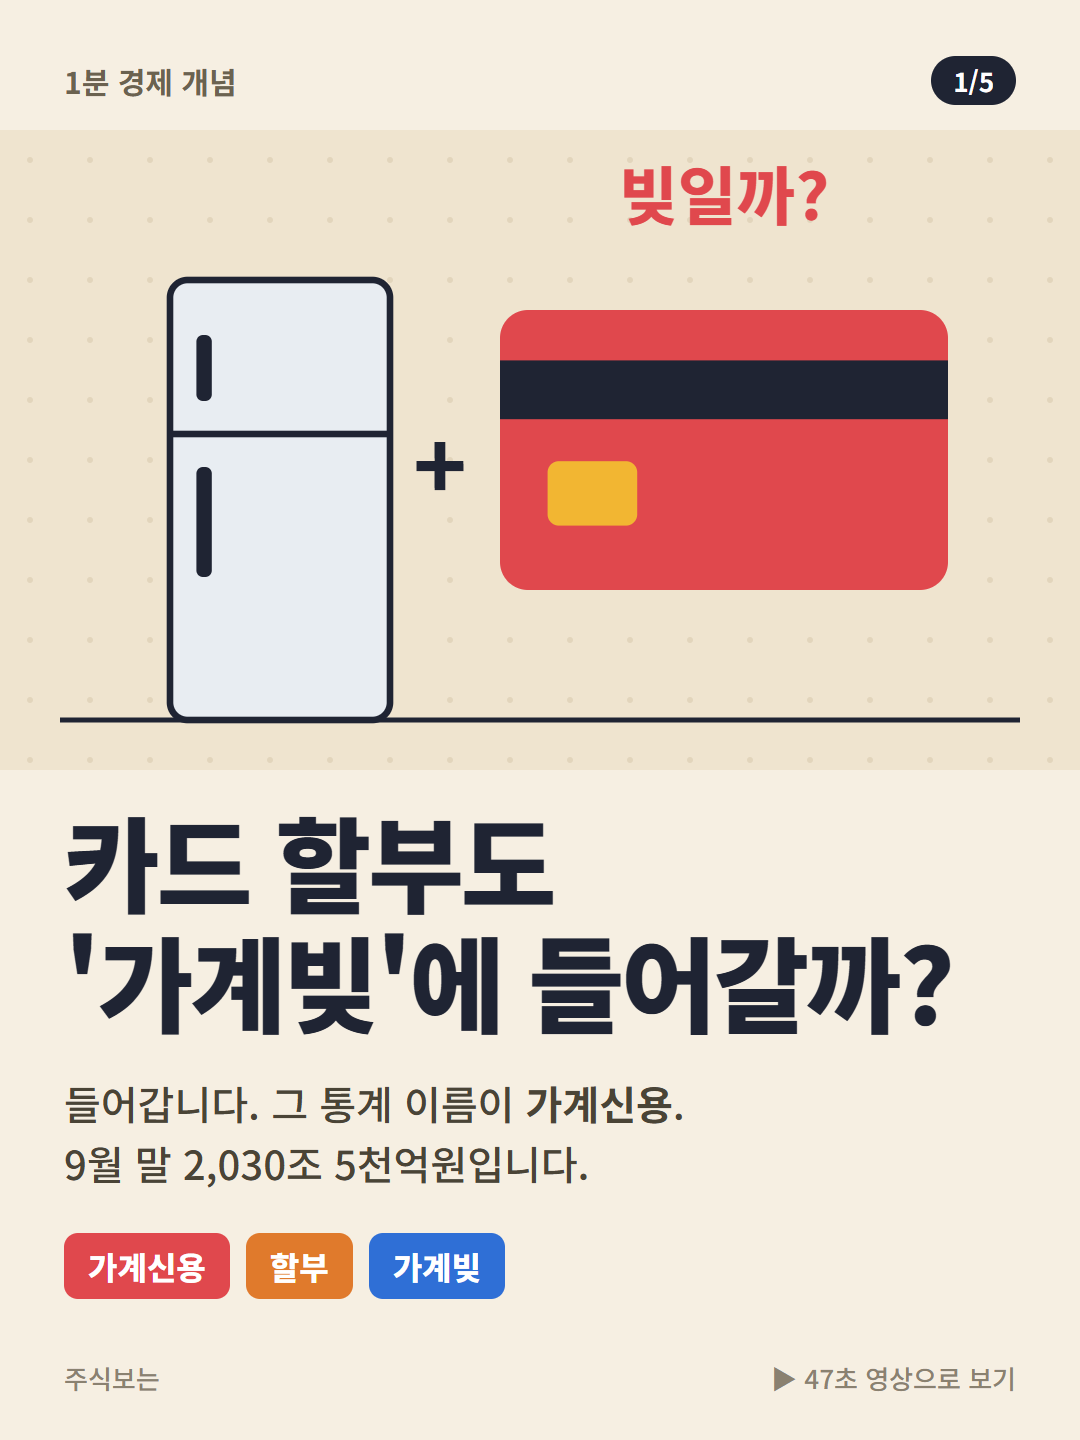 1분 경제 개념
1/5
빚일까?
+
카드 할부도
'가계빚'에 들어갈까?
들어갑니다. 그 통계 이름이 가계신용.
9월 말 2,030조 5천억원입니다.
가계신용 할부 가계빚
주식보는
▶ 47초 영상으로 보기